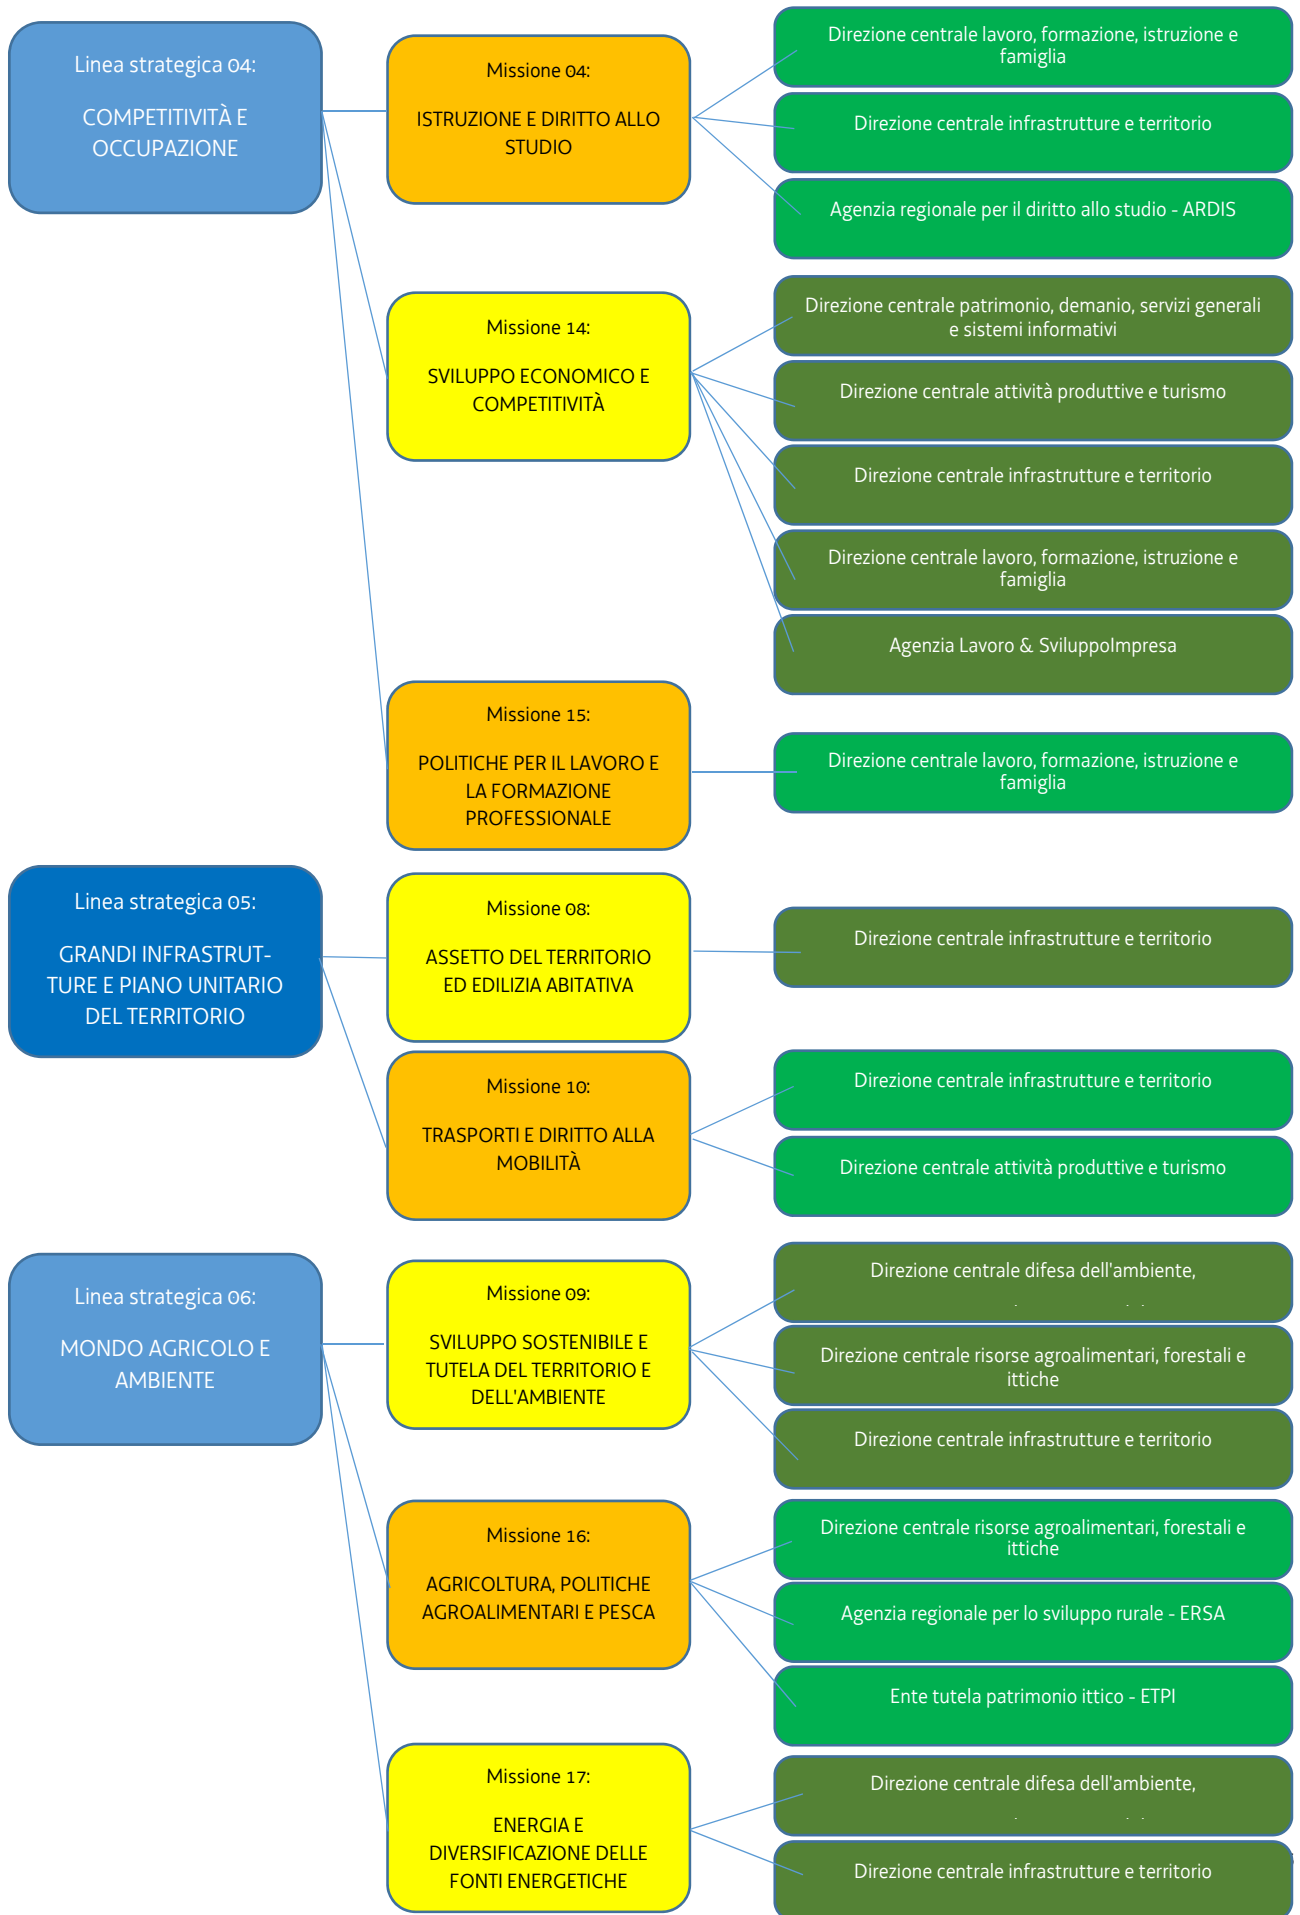 Linea strategica 04:
COMPETITIVITÀ E
OCCUPAZIONE
Missione 04:
ISTRUZIONE E DIRITTO ALLO
STUDIO
Direzione centrale lavoro, formazione, istruzione e
famiglia
Direzione centrale infrastrutture e territorio
Agenzia regionale per il diritto allo studio - ARDIS
Missione 14:
SVILUPPO ECONOMICO E
COMPETITIVITÀ
Direzione centrale patrimonio, demanio, servizi generali
e sistemi informativi
Direzione centrale attività produttive e turismo
Direzione centrale infrastrutture e territorio
Direzione centrale lavoro, formazione, istruzione e
famiglia
Agenzia Lavoro & SviluppoImpresa
Missione 15:
POLITICHE PER IL LAVORO E
LA FORMAZIONE
PROFESSIONALE
Direzione centrale lavoro, formazione, istruzione e
famiglia
Linea strategica 05:
GRANDI INFRASTRUT-
TURE E PIANO UNITARIO
DEL TERRITORIO
Missione 08:
ASSETTO DEL TERRITORIO
ED EDILIZIA ABITATIVA
Direzione centrale infrastrutture e territorio
Missione 10:
TRASPORTI E DIRITTO ALLA
MOBILITÀ
Direzione centrale infrastrutture e territorio
Direzione centrale attività produttive e turismo
Linea strategica 06:
MONDO AGRICOLO E
AMBIENTE
Missione 09:
SVILUPPO SOSTENIBILE E
TUTELA DEL TERRITORIO E
DELL'AMBIENTE
Direzione centrale difesa dell'ambiente,
Direzione centrale risorse agroalimentari, forestali e
ittiche
Direzione centrale infrastrutture e territorio
Missione 16:
AGRICOLTURA, POLITICHE
AGROALIMENTARI E PESCA
Direzione centrale risorse agroalimentari, forestali e
ittiche
Agenzia regionale per lo sviluppo rurale - ERSA
Ente tutela patrimonio ittico - ETPI
Missione 17:
ENERGIA E
DIVERSIFICAZIONE DELLE
FONTI ENERGETICHE
Direzione centrale difesa dell'ambiente,
Direzione centrale infrastrutture e territorio